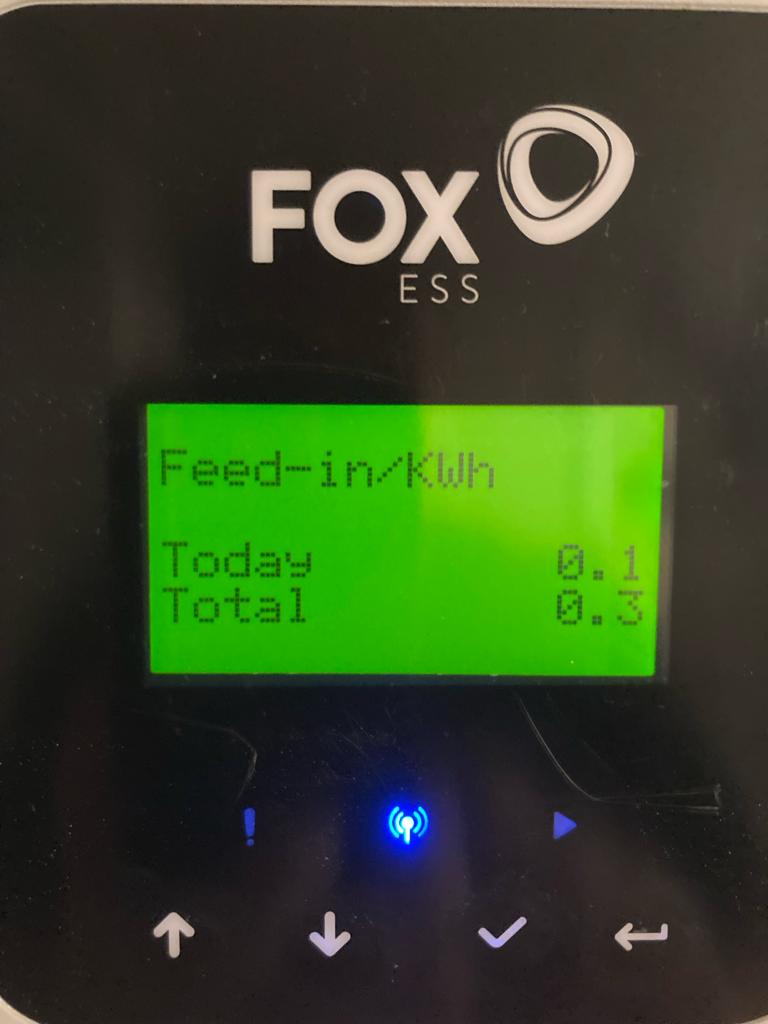 FOX
ESS
Feed-in/KWh
Today 0.1
Total 0.3